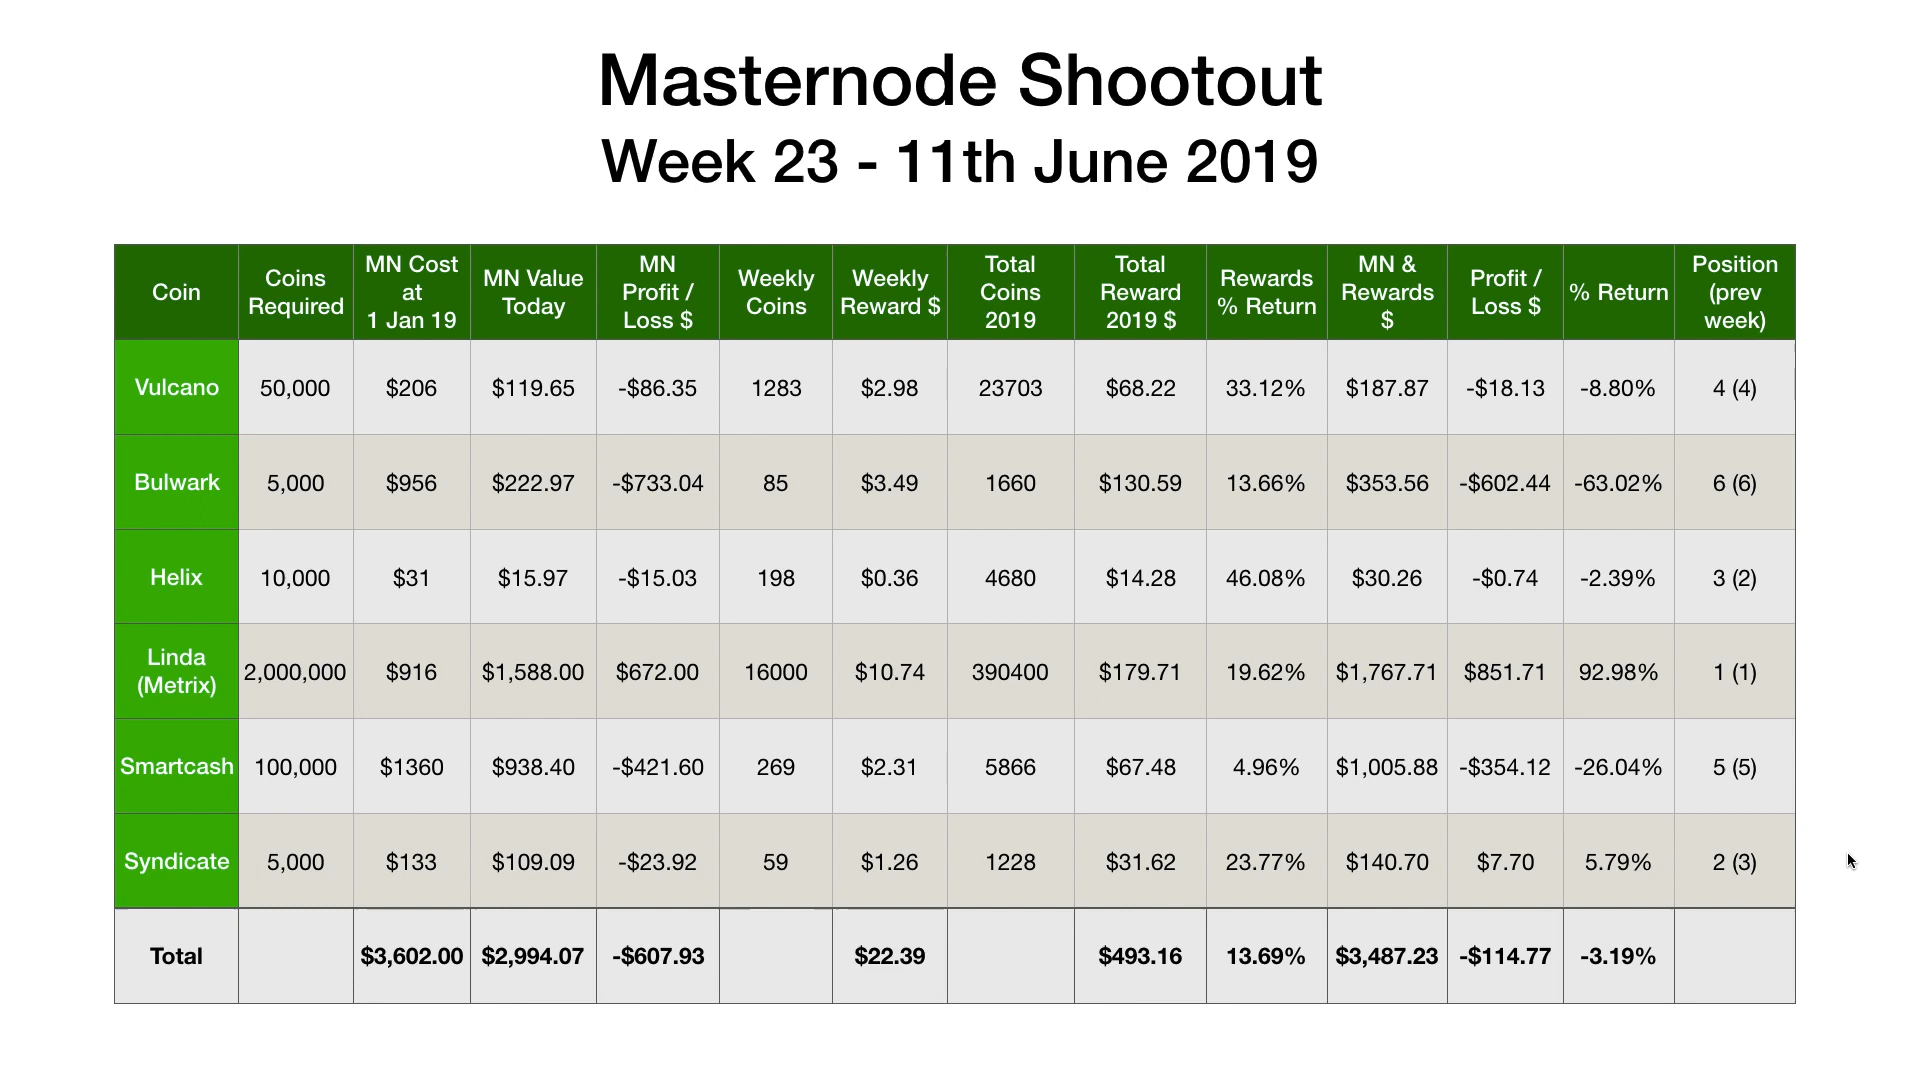 Masternode Shootout
Week 23 - 11th June 2019
Coin | Coins Required | MN Cost at 1 Jan 19 | MN Value Today | MN Profit / Loss $ | Weekly Coins | Weekly Reward $ | Total Coins 2019 | Total Reward 2019 $ | Rewards % Return | MN & Rewards $ | Profit / Loss $ | % Return | Position (prev week)
Vulcano | 50,000 | $206 | $119.65 | -$86.35 | 1283 | $2.98 | 23703 | $68.22 | 33.12% | $187.87 | -$18.13 | -8.80% | 4 (4)
Bulwark | 5,000 | $956 | $222.97 | -$733.04 | 85 | $3.49 | 1660 | $130.59 | 13.66% | $353.56 | -$602.44 | -63.02% | 6 (6)
Helix | 10,000 | $31 | $15.97 | -$15.03 | 198 | $0.36 | 4680 | $14.28 | 46.08% | $30.26 | -$0.74 | -2.39% | 3 (2)
Linda (Metrix) | 2,000,000 | $916 | $1,588.00 | $672.00 | 16000 | $10.74 | 390400 | $179.71 | 19.62% | $1,767.71 | $851.71 | 92.98% | 1 (1)
Smartcash | 100,000 | $1360 | $938.40 | -$421.60 | 269 | $2.31 | 5866 | $67.48 | 4.96% | $1,005.88 | -$354.12 | -26.04% | 5 (5)
Syndicate | 5,000 | $133 | $109.09 | -$23.92 | 59 | $1.26 | 1228 | $31.62 | 23.77% | $140.70 | $7.70 | 5.79% | 2 (3)
Total | $3,602.00 | $2,994.07 | -$607.93 | $22.39 | $493.16 | 13.69% | $3,487.23 | -$114.77 | -3.19%